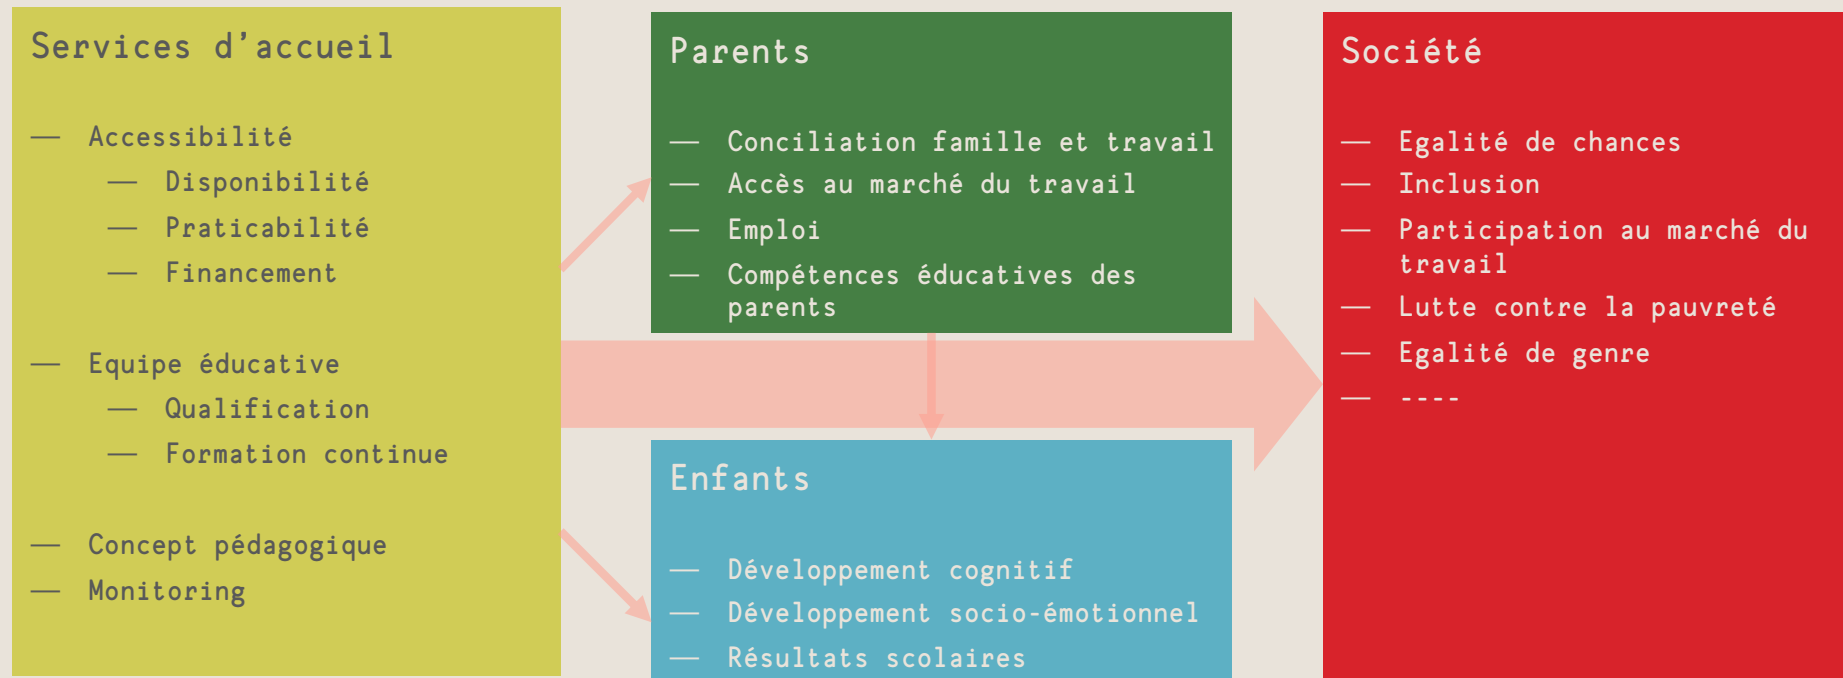 Services d'accueil
— Accessibilité
— Disponibilité
— Praticabilité
— Financement
— Equipe éducative
— Qualification
— Formation continue
— Concept pédagogique
— Monitoring
Parents
— Conciliation famille et travail
— Accès au marché du travail
— Emploi
— Compétences éducatives des
parents
Enfants
— Développement cognitif
— Développement socio-émotionnel
— Résultats scolaires
Société
— Egalité de chances
— Inclusion
— Participation au marché du
travail
— Lutte contre la pauvreté
— Egalité de genre
— ----